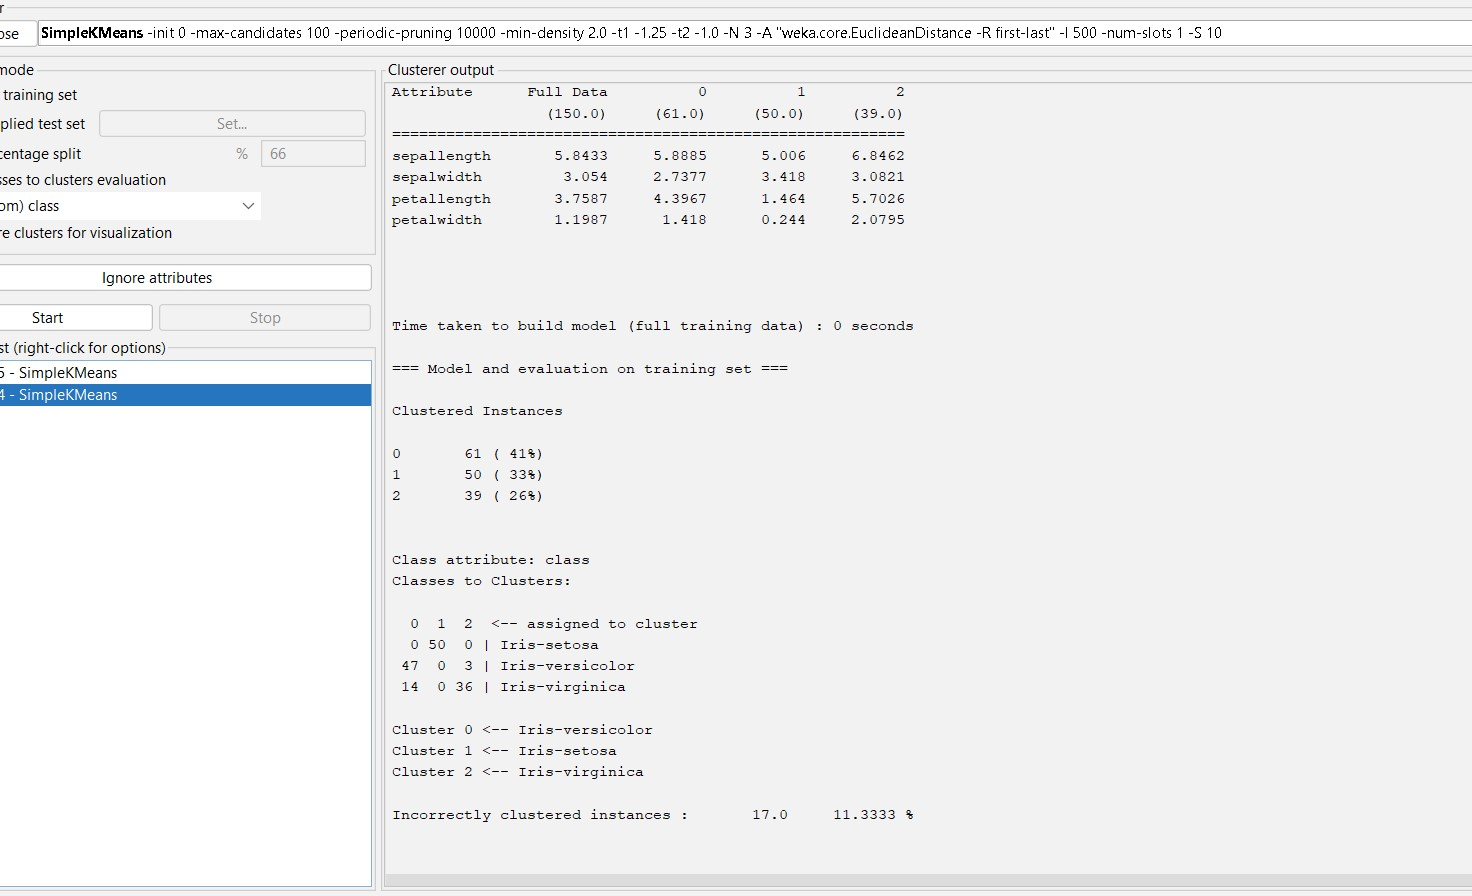 r
ose SimpleKMeans -init 0 -max-candidates 100 -periodic-pruning 10000 -min-density 2.0 -t1 -1.25 -t2 -1.0 -N 3 -A "weka.core.EuclideanDistance -R first-last" -I 500 -num-slots 1 -S 10
mode
training set
plied test set Set...
centage split % 66
sses to clusters evaluation
om) class
re clusters for visualization
Ignore attributes
Start Stop
st (right-click for options)
5 - SimpleKMeans
4 - SimpleKMeans
Clusterer output
Attribute Full Data 0 1 2
(150.0) (61.0) (50.0) (39.0)
=========================================================
sepallength 5.8433 5.8885 5.006 6.8462
sepalwidth 3.054 2.7377 3.418 3.0821
petallength 3.7587 4.3967 1.464 5.7026
petalwidth 1.1987 1.418 0.244 2.0795
Time taken to build model (full training data) : 0 seconds
=== Model and evaluation on training set ===
Clustered Instances
0 61 ( 41%)
1 50 ( 33%)
2 39 ( 26%)
Class attribute: class
Classes to Clusters:
0 1 2 <-- assigned to cluster
0 50 0 | Iris-setosa
47 0 3 | Iris-versicolor
14 0 36 | Iris-virginica
Cluster 0 <-- Iris-versicolor
Cluster 1 <-- Iris-setosa
Cluster 2 <-- Iris-virginica
Incorrectly clustered instances : 17.0 11.3333 %